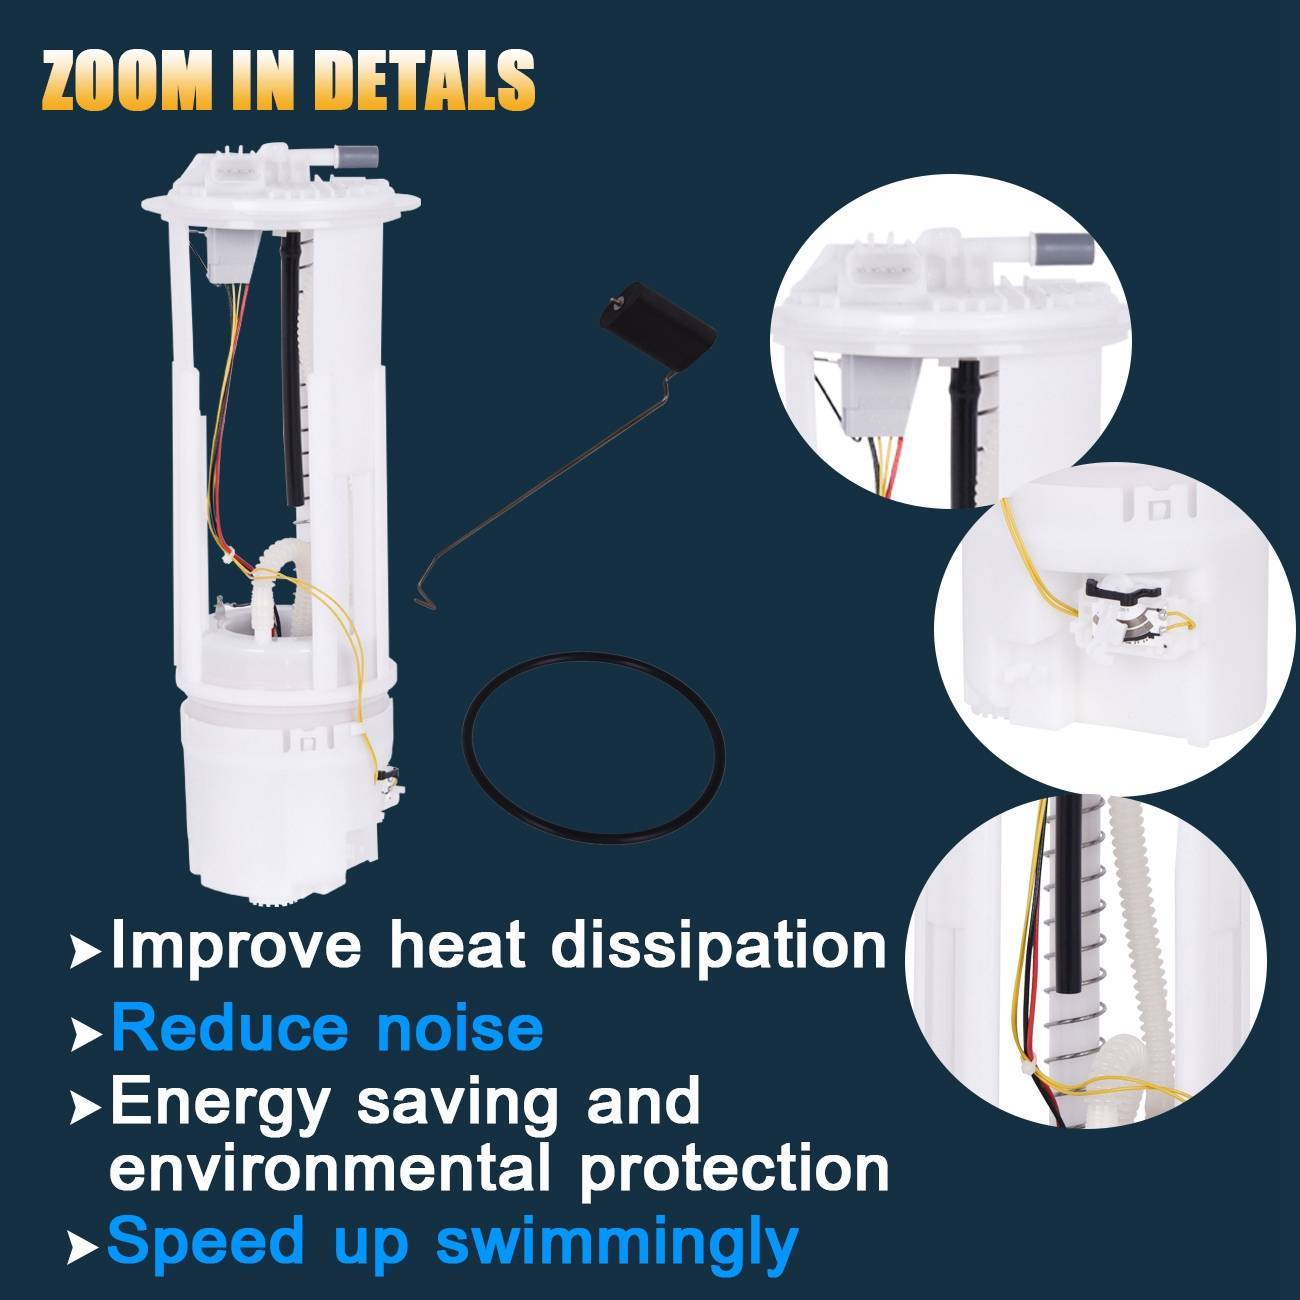 ZOOM IN DETALS
➤Improve heat dissipation
➤Reduce noise
➤Energy saving and
environmental protection
➤Speed up swimmingly